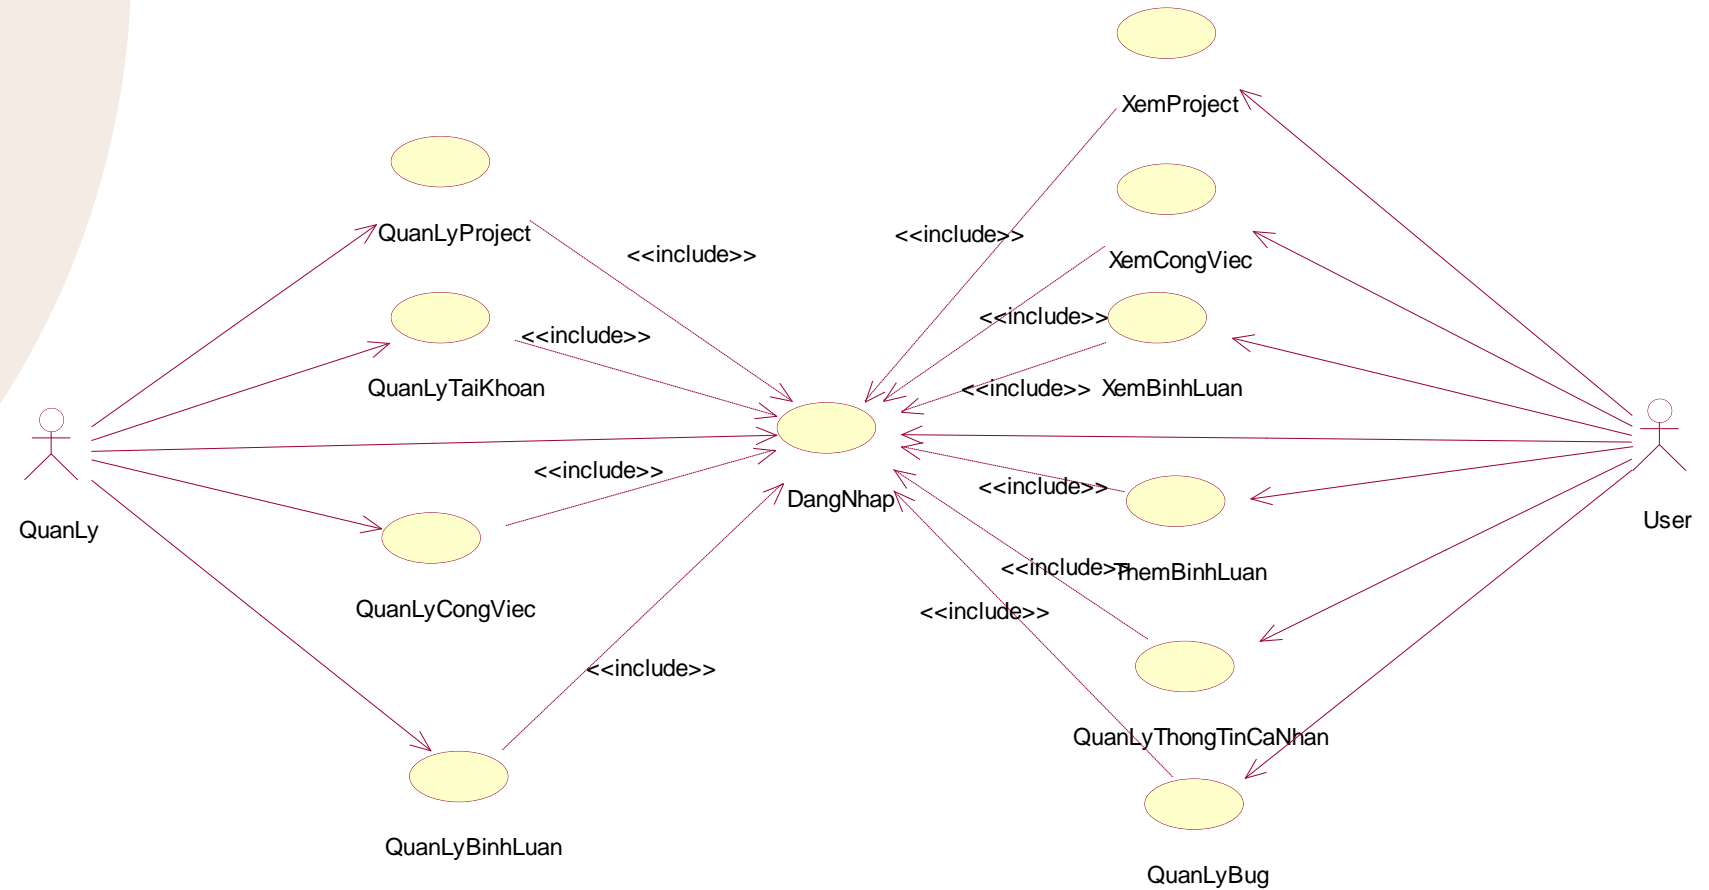 XemProject
QuanLyProject
<<include>>
<<include>>
XemCongViec
<<include>>
<<include>>
QuanLyTaiKhoan
<<include>>
XemBinhLuan
<<include>>
<<include>>
DangNhap
QuanLy
User
<<include>>
ThemBinhLuan
QuanLyCongViec
<<include>>
<<include>>
QuanLyThongTinCaNhan
QuanLyBinhLuan
QuanLyBug